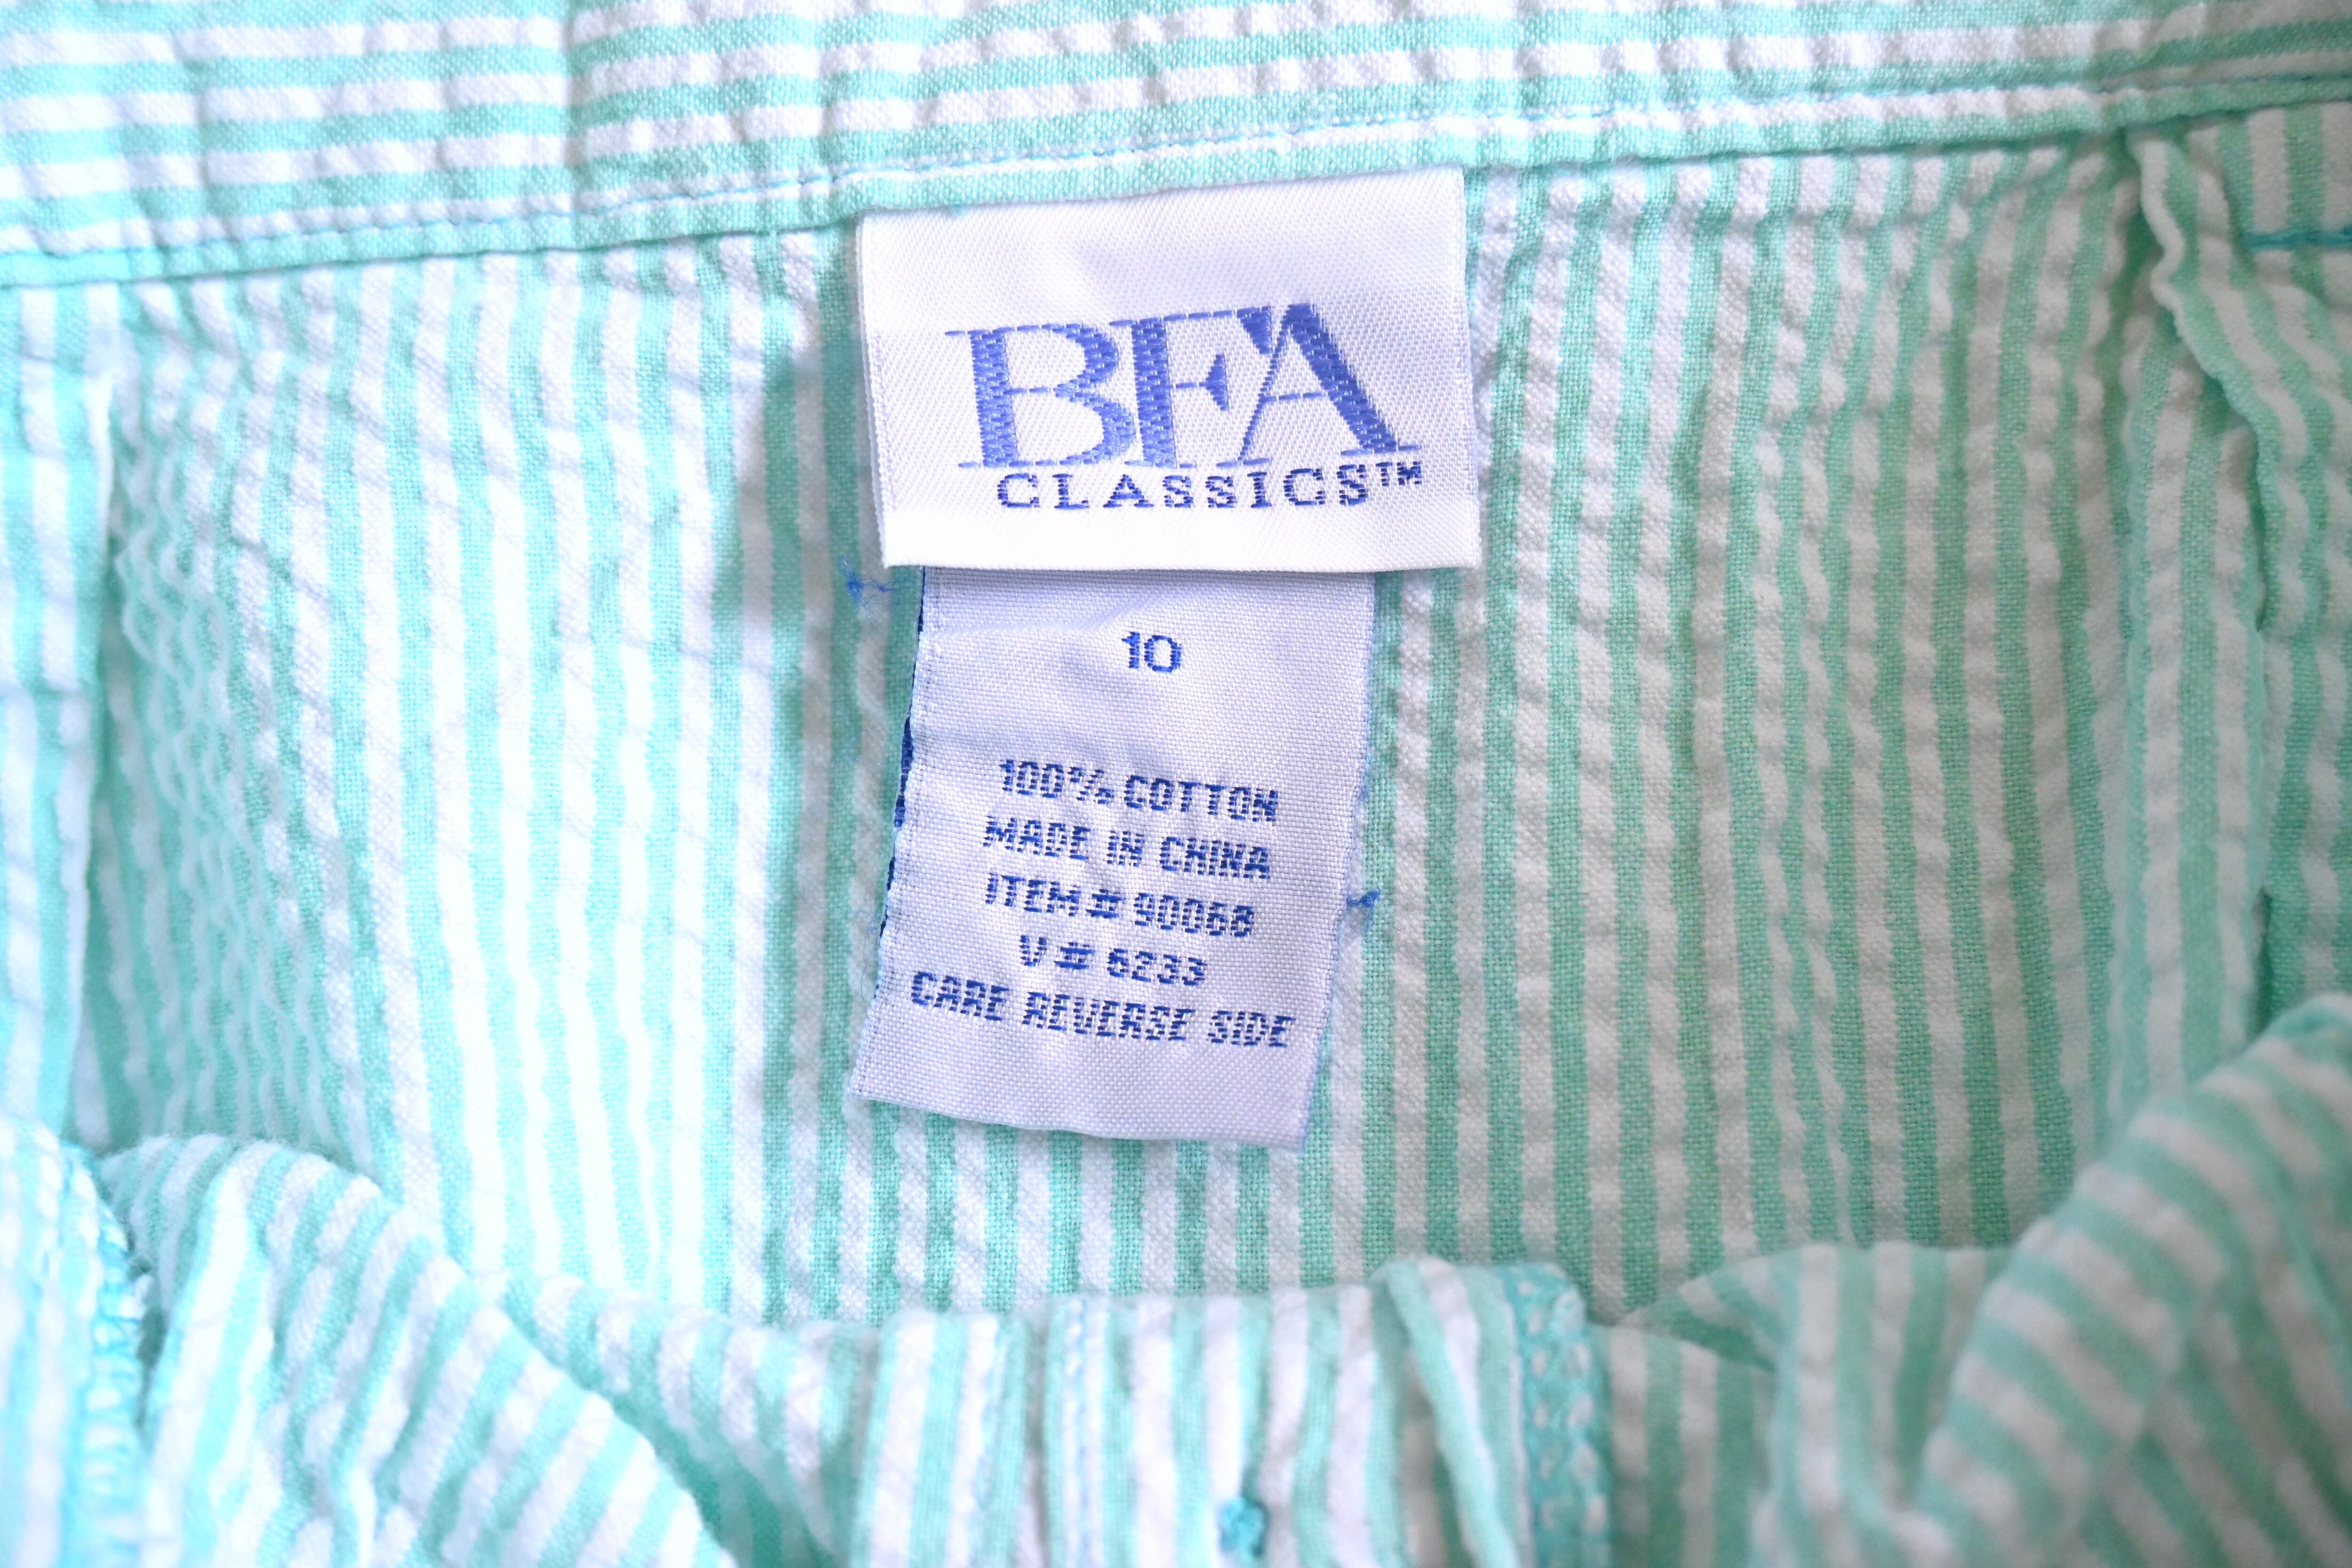 BFA
CLASSICS™
10
100% COTTON
MADE IN CHINA
ITEM# 90068
V# 6233
CARE REVERSE SIDE